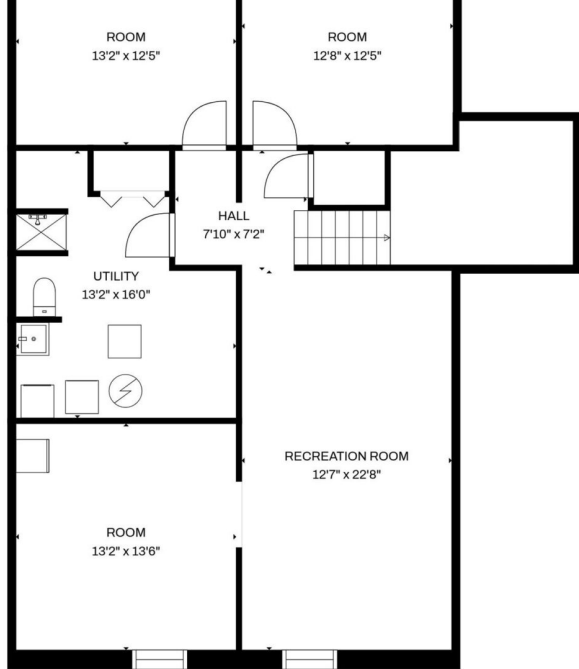 ROOM
13'2" x 12'5"
ROOM
12'8" x 12'5"
HALL
7'10" x 7'2"
UTILITY
13'2" x 16'0"
RECREATION ROOM
12'7" x 22'8"
ROOM
13'2" x 13'6"